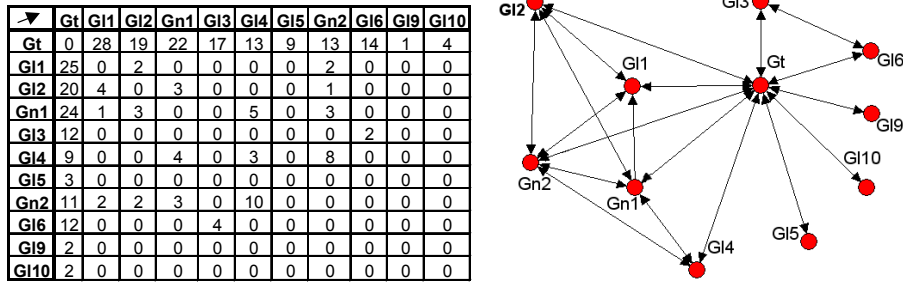 Gt Gl1 Gl2 Gn1 Gl3 Gl4 Gl5 Gn2 Gl6 Gl9 Gl10
Gt 0 28 19 22 17 13 9 13 14 1 4
Gl1 25 0 2 0 0 0 0 2 0 0 0
Gl2 20 4 0 3 0 0 0 1 0 0 0
Gn1 24 1 3 0 0 5 0 3 0 0 0
Gl3 12 0 0 0 0 0 0 0 2 0 0
Gl4 9 0 0 4 0 3 0 8 0 0 0
Gl5 3 0 0 0 0 0 0 0 0 0 0
Gn2 11 2 2 3 0 10 0 0 0 0 0
Gl6 12 0 0 0 4 0 0 0 0 0 0
Gl9 2 0 0 0 0 0 0 0 0 0 0
Gl10 2 0 0 0 0 0 0 0 0 0 0
Gl2
Gl3
Gl6
Gl1
Gt
Gl9
Gl10
Gn2
Gn1
Gl5
Gl4